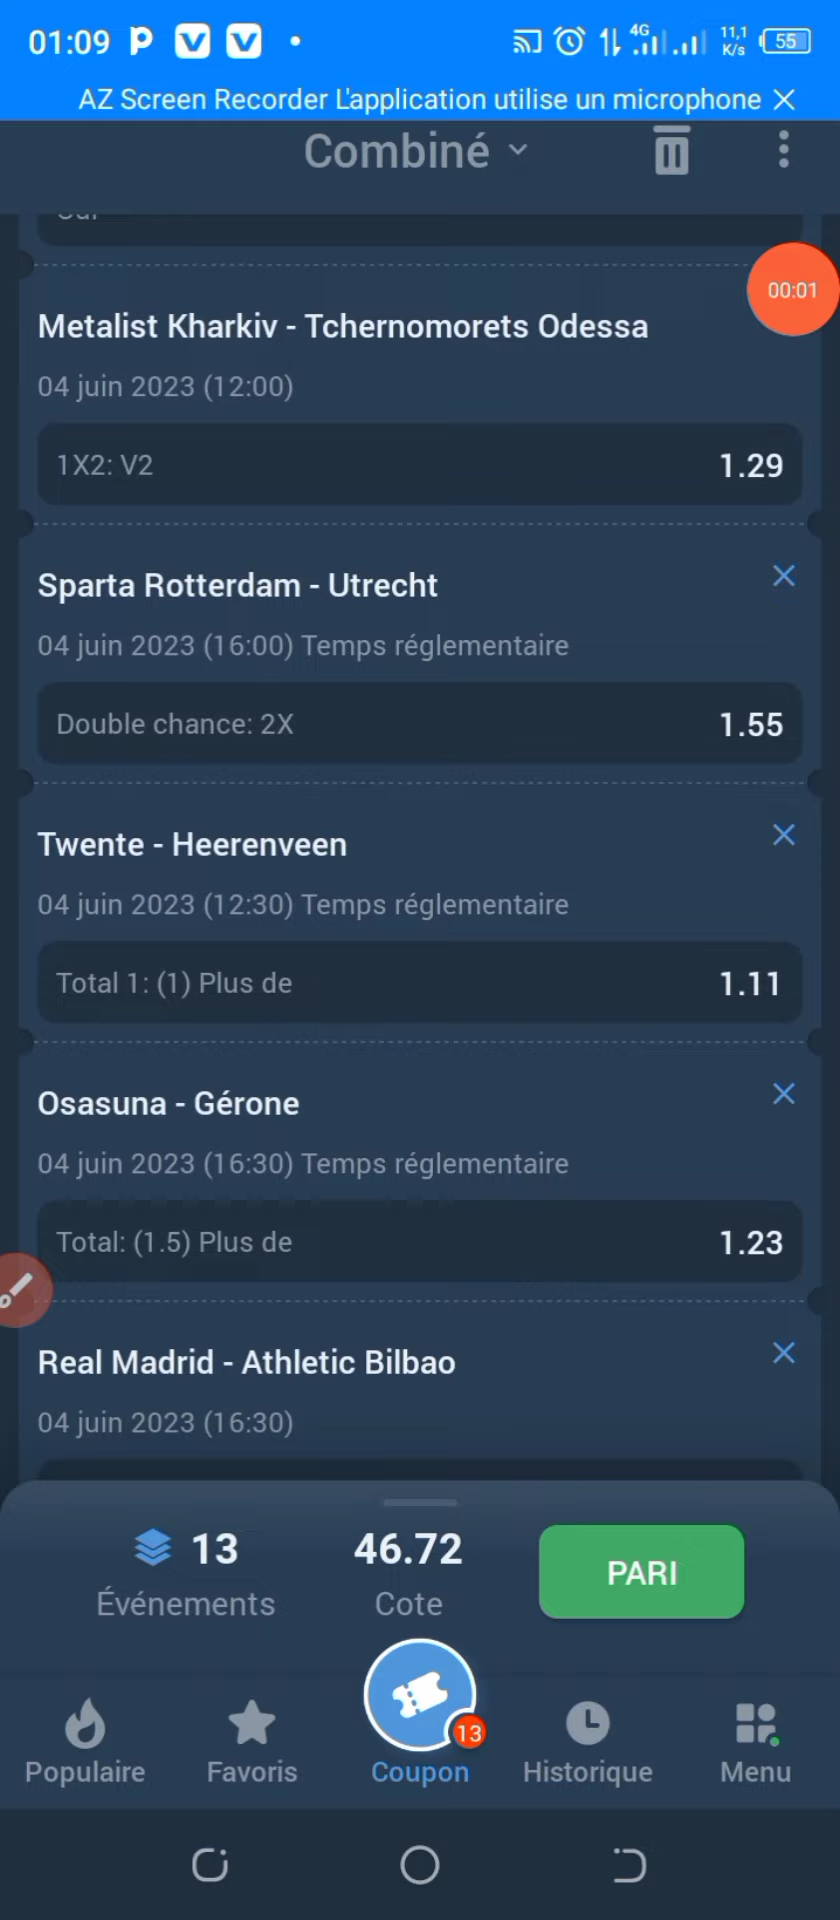 01:09
4G
11,1
K/s
55
AZ Screen Recorder L'application utilise un microphone
Combiné
00:01
Metalist Kharkiv - Tchernomorets Odessa
04 juin 2023 (12:00)
1X2: V2
1.29
Sparta Rotterdam - Utrecht
04 juin 2023 (16:00) Temps réglementaire
Double chance: 2X
1.55
Twente - Heerenveen
04 juin 2023 (12:30) Temps réglementaire
Total 1: (1) Plus de
1.11
Osasuna - Gérone
04 juin 2023 (16:30) Temps réglementaire
Total: (1.5) Plus de
1.23
Real Madrid - Athletic Bilbao
04 juin 2023 (16:30)
13
46.72
PARI
Événements
Cote
13
Populaire
Favoris
Coupon
Historique
Menu